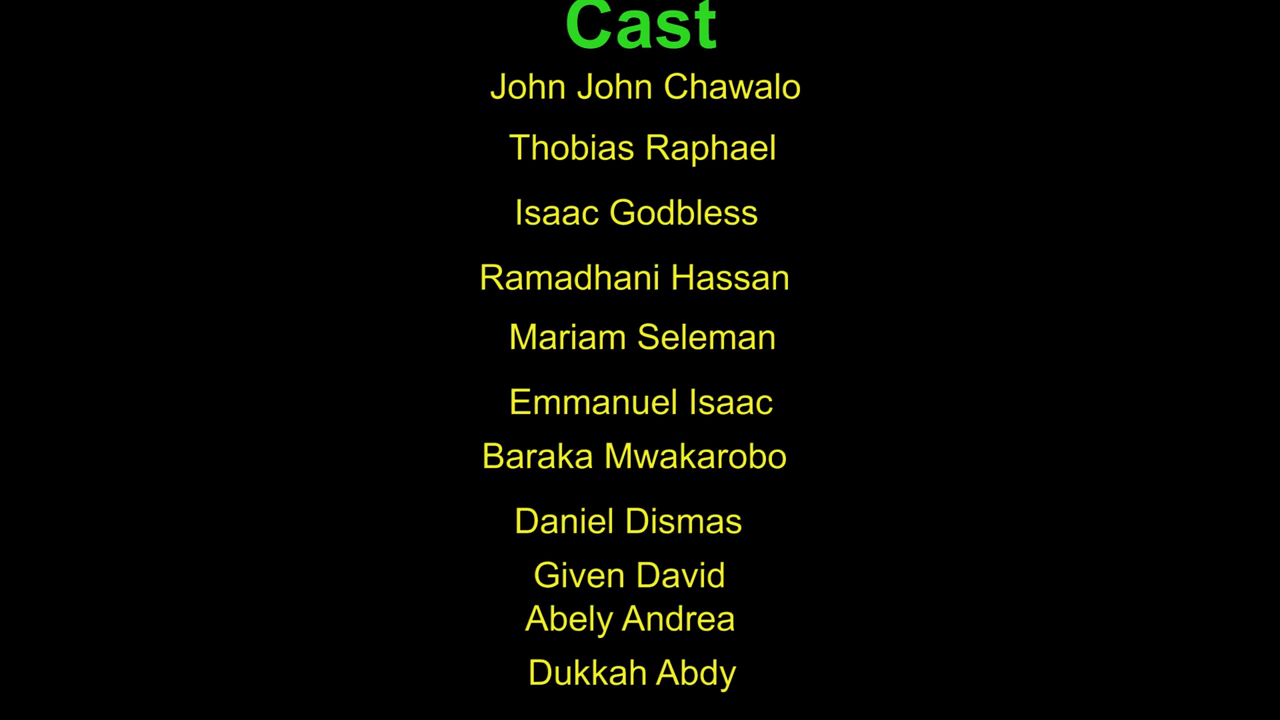 Cast
John John Chawalo
Thobias Raphael
Isaac Godbless
Ramadhani Hassan
Mariam Seleman
Emmanuel Isaac
Baraka Mwakarobo
Daniel Dismas
Given David
Abely Andrea
Dukkah Abdy